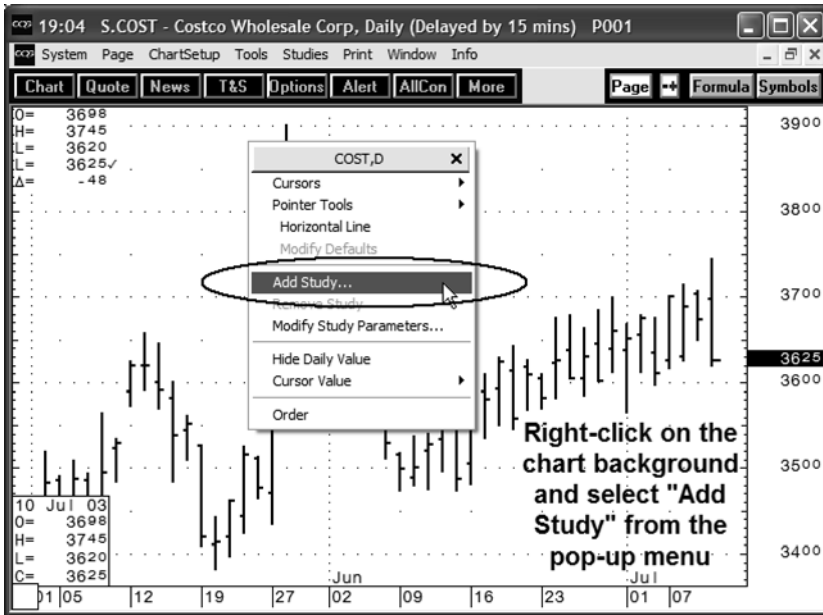 CQG 19:04 S.COST - Costco Wholesale Corp, Daily (Delayed by 15 mins) P001
CQG System Page ChartSetup Tools Studies Print Window Info
Chart Quote News T&S Options Alert AllCon More Page -+ Formula Symbols
O= 3698
H= 3745
L= 3620
L= 3625✓
Δ= -48
COST,D
Cursors
Pointer Tools
Horizontal Line
Modify Defaults
Add Study...
Remove Study
Modify Study Parameters...
Hide Daily Value
Cursor Value
Order
3900
3800
3700
3625
3600
3500
3400
Right-click on the
chart background
and select "Add
Study" from the
pop-up menu
10 Jul 03
O= 3698
H= 3745
L= 3620
C= 3625
Jun Jul
01 05 12 19 27 02 09 16 23 01 07